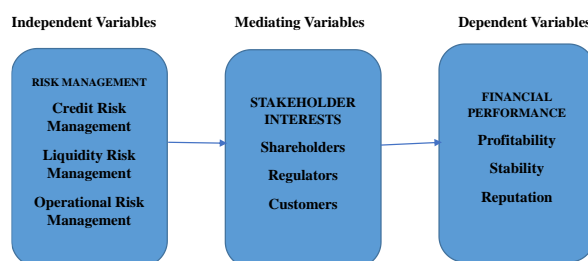 Independent Variables
Mediating Variables
Dependent Variables
RISK MANAGEMENT
Credit Risk
Management
Liquidity Risk
Management
Operational Risk
Management
STAKEHOLDER
INTERESTS
Shareholders
Regulators
Customers
FINANCIAL
PERFORMANCE
Profitability
Stability
Reputation